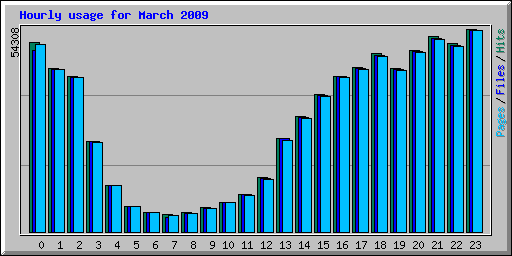 Hourly usage for March 2009
54308
Pages/Files/Hits
0 1 2 3 4 5 6 7 8 9 10 11 12 13 14 15 16 17 18 19 20 21 22 23